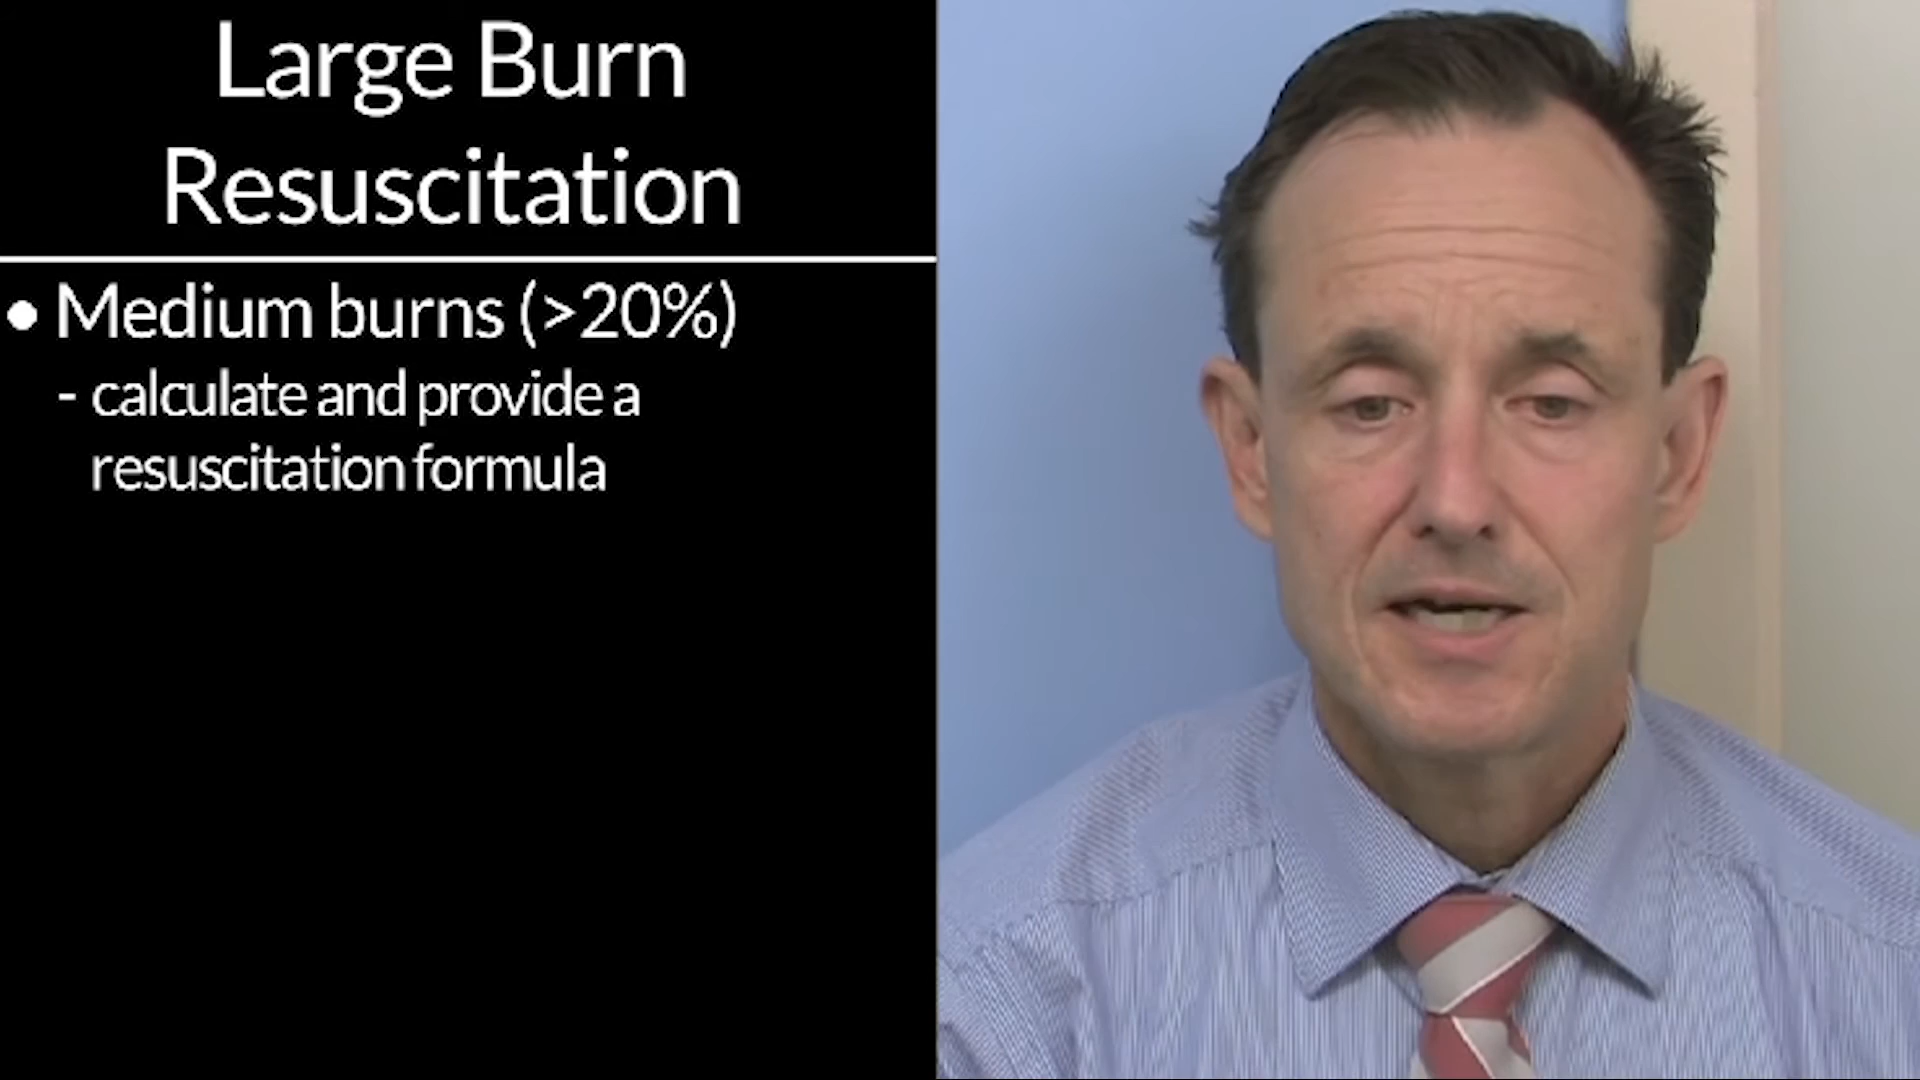 Large Burn
Resuscitation
• Medium burns (>20%)
- calculate and provide a
resuscitation formula